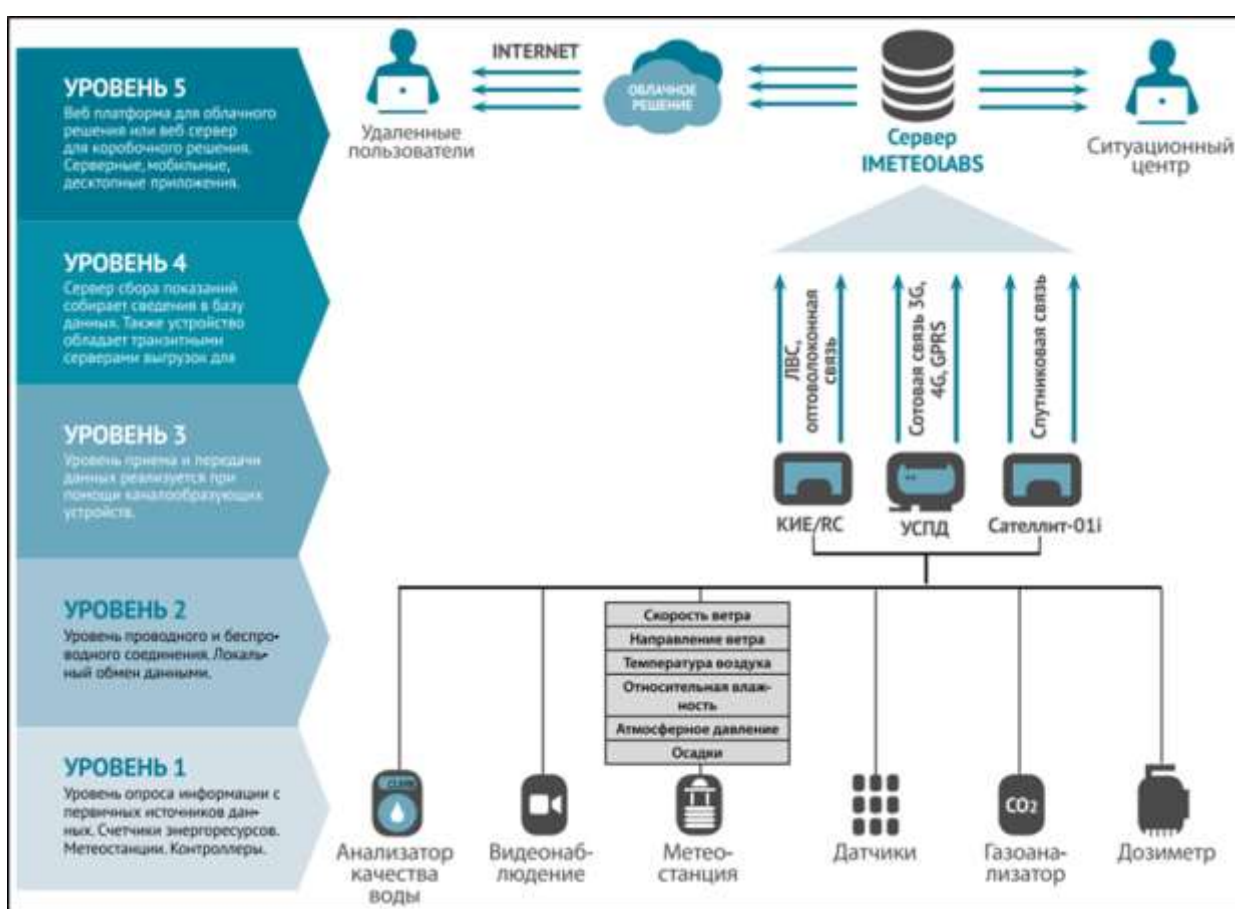 УРОВЕНЬ 5
Веб платформа для облачного
решения или веб сервер
для коробочного решения.
Серверные, мобильные,
десктопные приложения.
INTERNET
ОБЛАЧНОЕ
РЕШЕНИЕ
Удаленные
пользователи
Сервер
IMETEOLABS
Ситуационный
центр
УРОВЕНЬ 4
Сервер сбора показаний
собирает сведения в базу
данных. Также устройство
обладает транзитными
серверами выгрузок для
ЛВС,
оптоволоконная
связь
Сотовая связь 3G,
4G, GPRS
Спутниковая связь
УРОВЕНЬ 3
Уровень приема и передачи
данных реализуется при
помощи каналообразующих
устройств.
КИЕ/RC
УСПД
Сателлит-01i
УРОВЕНЬ 2
Уровень проводного и беспро-
водного соединения. Локаль-
ный обмен данными.
Скорость ветра
Направление ветра
Температура воздуха
Относительная влаж-
ность
Атмосферное давление
Осадки
УРОВЕНЬ 1
Уровень опроса информации с
первичных источников дан-
ных. Счетчики энергоресурсов.
Метеостанции. Контроллеры.
CO2
Анализатор
качества
воды
Видеонаб-
людение
Метео-
станция
Датчики
Газоана-
лизатор
Дозиметр